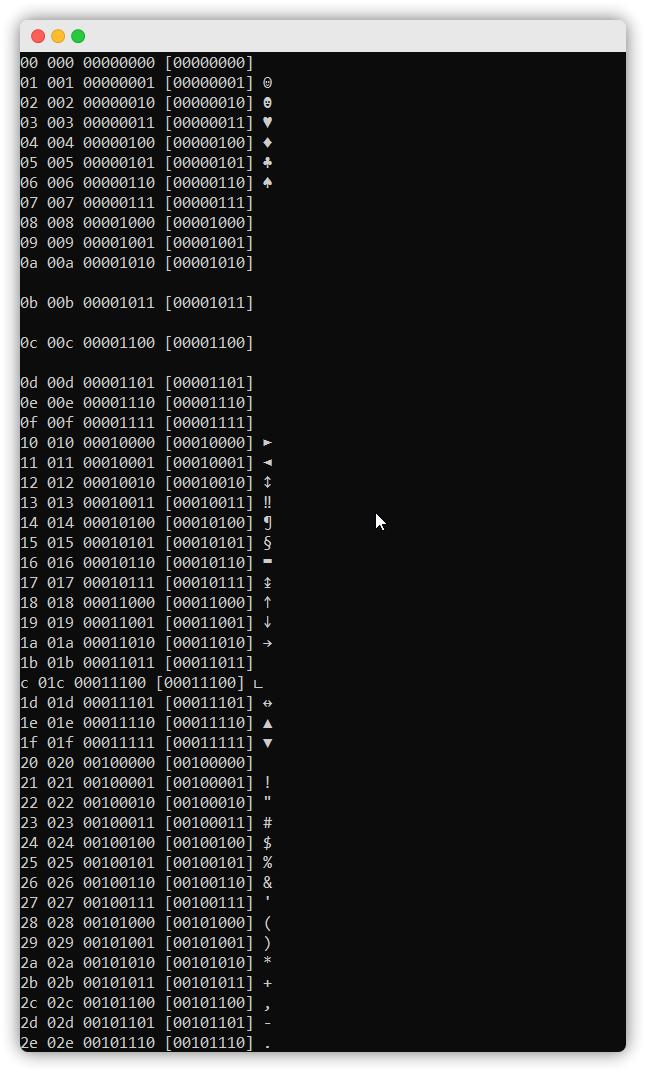 00 000 00000000 [00000000]
01 001 00000001 [00000001] ☺
02 002 00000010 [00000010] ☻
03 003 00000011 [00000011] ♥
04 004 00000100 [00000100] ♦
05 005 00000101 [00000101] ♣
06 006 00000110 [00000110] ♠
07 007 00000111 [00000111]
08 008 00001000 [00001000]
09 009 00001001 [00001001]
0a 00a 00001010 [00001010]
0b 00b 00001011 [00001011]
0c 00c 00001100 [00001100]
0d 00d 00001101 [00001101]
0e 00e 00001110 [00001110]
0f 00f 00001111 [00001111]
10 010 00010000 [00010000] ►
11 011 00010001 [00010001] ◄
12 012 00010010 [00010010] ↕
13 013 00010011 [00010011] ‼
14 014 00010100 [00010100] ¶
15 015 00010101 [00010101] §
16 016 00010110 [00010110] ▬
17 017 00010111 [00010111] ↨
18 018 00011000 [00011000] ↑
19 019 00011001 [00011001] ↓
1a 01a 00011010 [00011010] →
1b 01b 00011011 [00011011]
c 01c 00011100 [00011100] ∟
1d 01d 00011101 [00011101] ↔
1e 01e 00011110 [00011110] ▲
1f 01f 00011111 [00011111] ▼
20 020 00100000 [00100000]
21 021 00100001 [00100001] !
22 022 00100010 [00100010] "
23 023 00100011 [00100011] #
24 024 00100100 [00100100] $
25 025 00100101 [00100101] %
26 026 00100110 [00100110] &
27 027 00100111 [00100111] '
28 028 00101000 [00101000] (
29 029 00101001 [00101001] )
2a 02a 00101010 [00101010] *
2b 02b 00101011 [00101011] +
2c 02c 00101100 [00101100] ,
2d 02d 00101101 [00101101] -
2e 02e 00101110 [00101110] .